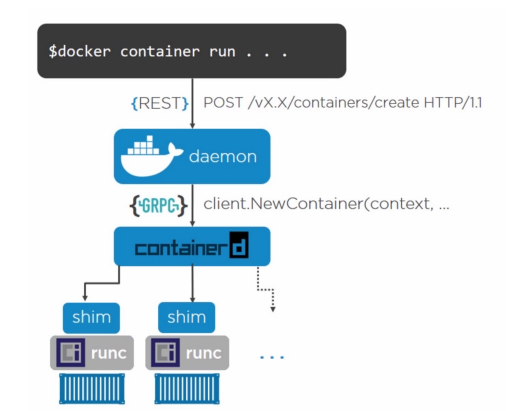 $docker container run . . .
{REST} POST /vX.X/containers/create HTTP/1.1
daemon
{GRPC} client.NewContainer(context, ...
containerd
shim shim
runc runc
...